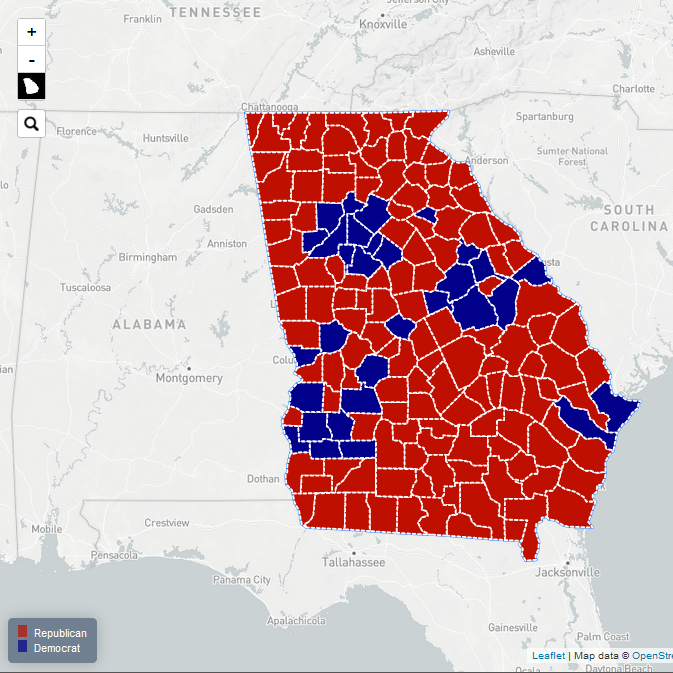 Jefferson City
TENNESSEE
Franklin
Knoxville
Asheville
+
-
Charlotte
Chattanooga
Spartanburg
Florence
Huntsville
Anderson
Sumter National
Forest
Gadsden
SOUTH
CAROLINA
Anniston
Birmingham
Tuscaloosa
ALABAMA
Colu
Montgomery
Dothan
Crestview
Mobile
Pensacola
Tallahassee
Jacksonville
Panama City
Apalachicola
Gainesville
Republican
Democrat
Palm Coast
Leaflet | Map data © OpenStre
Ocala
Daytona Beach